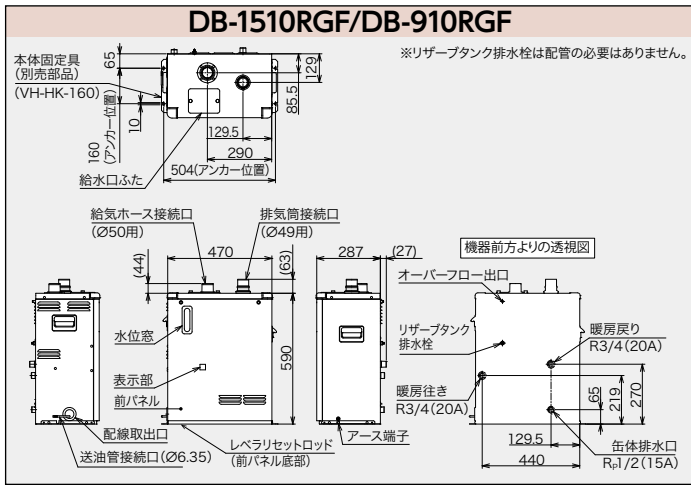 DB-1510RGF/DB-910RGF
※リザーブタンク排水栓は配管の必要はありません。
本体固定具
(別売部品)
(VH-HK-160)
65
160
(アンカー位置)
10
129
85.5
129.5
290
504(アンカー位置)
給水口ふた
給気ホース接続口
(Ø50用)
排気筒接続口
(Ø49用)
(44)
470
(63)
287
(27)
機器前方よりの透視図
オーバーフロー出口
水位窓
590
リザーブタンク
排水栓
暖房戻り
R3/4(20A)
表示部
前パネル
暖房往き
R3/4(20A)
65
219
270
配線取出口
送油管接続口(Ø6.35)
レベラリセットロッド
(前パネル底部)
アース端子
129.5
440
缶体排水口
Rp1/2(15A)